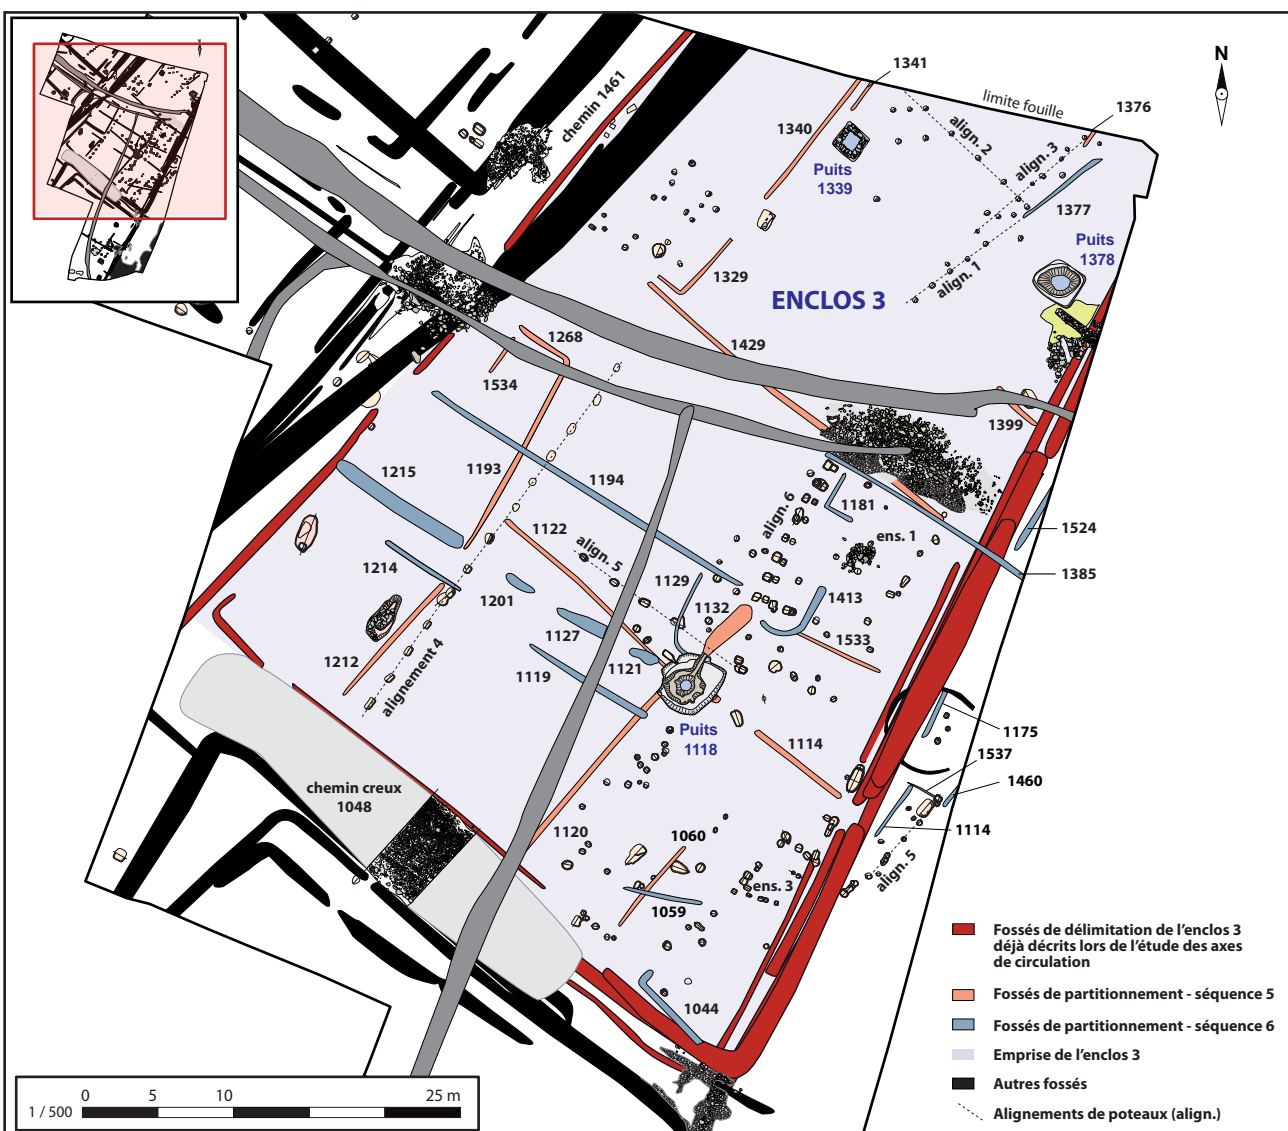 N
limite fouille
1341
1376
chemin 1461
1340
align. 2
align. 3
Puits
1339
1377
Puits
1378
1329
align. 1
ENCLOS 3
1268
1429
1534
1399
1215
1193
1194
1181
align. 6
1122
ens. 1
1524
align. 5
1214
1385
1129
1413
1201
1132
1127
1533
1121
1212
1119
alignement 4
Puits
1118
1175
1114
1537
chemin creux
1048
1460
1120
1060
1114
align. 5
ens. 3
1059
1044
Fossés de délimitation de l'enclos 3
déjà décrits lors de l'étude des axes
de circulation
Fossés de partitionnement - séquence 5
Fossés de partitionnement - séquence 6
Emprise de l'enclos 3
Autres fossés
Alignements de poteaux (align.)
0 5 10 25 m
1 / 500